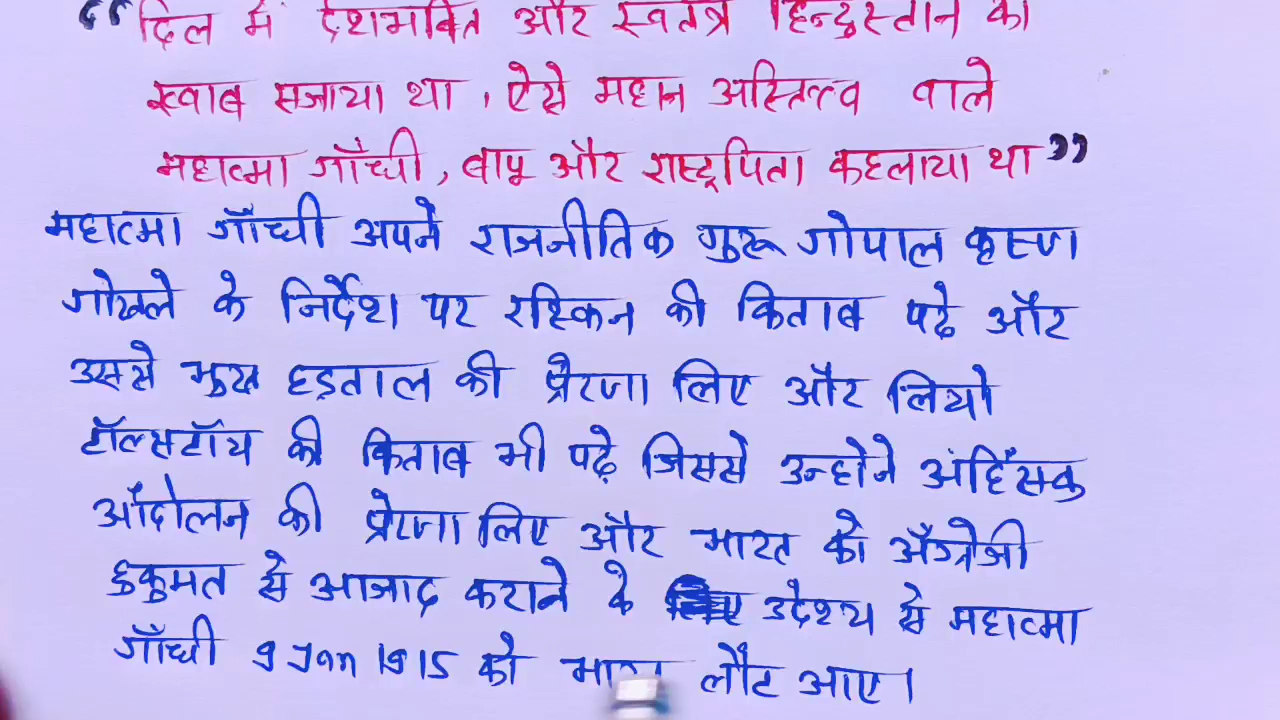 “दिल में देशभक्ति और स्वतंत्र हिन्दुस्तान का
ख्वाब सजाया था, ऐसे महान अस्तित्व वाले
महात्मा गाँधी, बापू और राष्ट्रपिता कहलाया था”
महात्मा गाँधी अपने राजनीतिक गुरू गोपाल कृष्ण
गोखले के निर्देश पर रस्किन की किताब पढ़े और
उससे भुख हड़ताल की प्रेरणा लिए और लियो
टॉल्सटॉय की किताब भी पढ़े जिससे उन्होने अंहिंसक
आँदोलन की प्रेरणा लिए और भारत को अँग्रेजी
हुकुमत से आजाद कराने के उदेश्य से महात्मा
गाँधी 9 Jan 1915 को लौट आए।